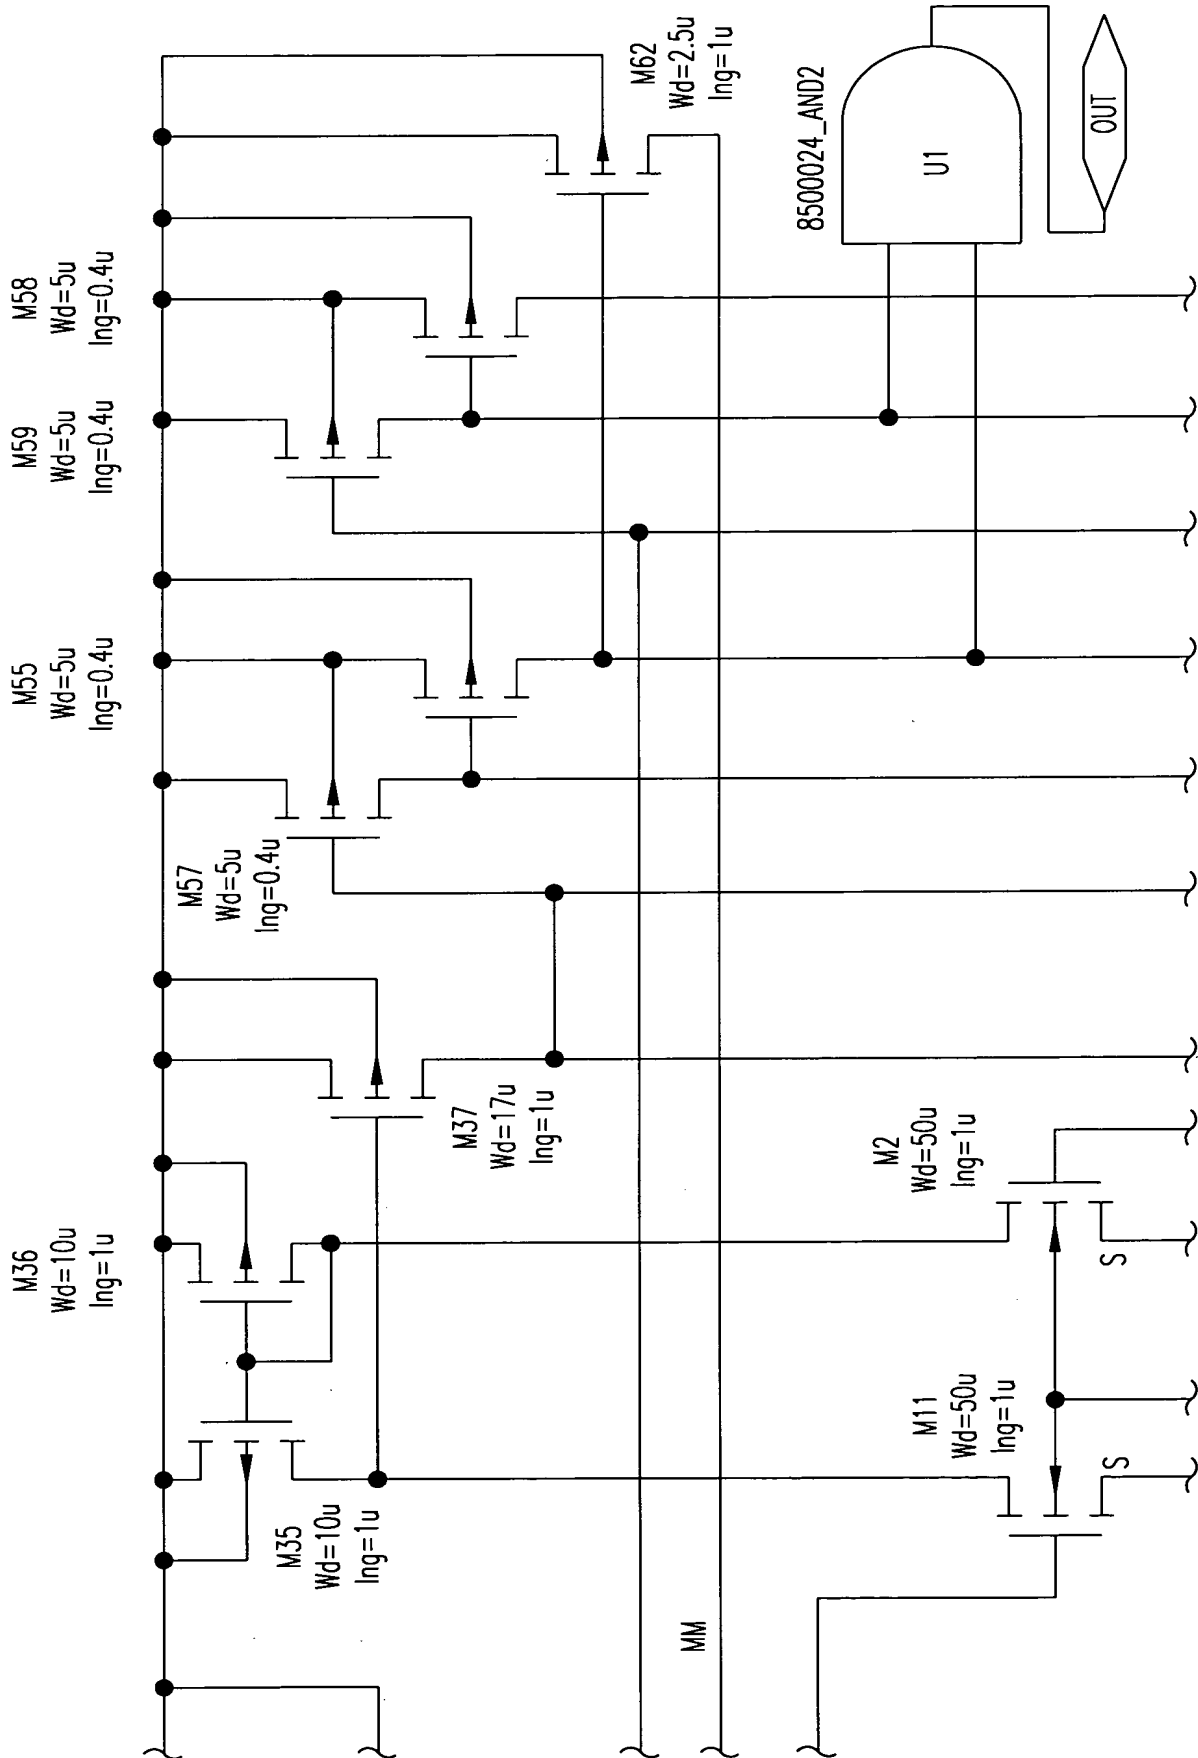 M36
Wd=10u
lng=1u
M55
Wd=5u
lng=0.4u
M59
Wd=5u
lng=0.4u
M58
Wd=5u
lng=0.4u
M35
Wd=10u
lng=1u
M57
Wd=5u
lng=0.4u
M37
Wd=17u
lng=1u
M62
Wd=2.5u
lng=1u
MM
M11
Wd=50u
lng=1u
M2
Wd=50u
lng=1u
8500024_AND2
U1
OUT
S
S